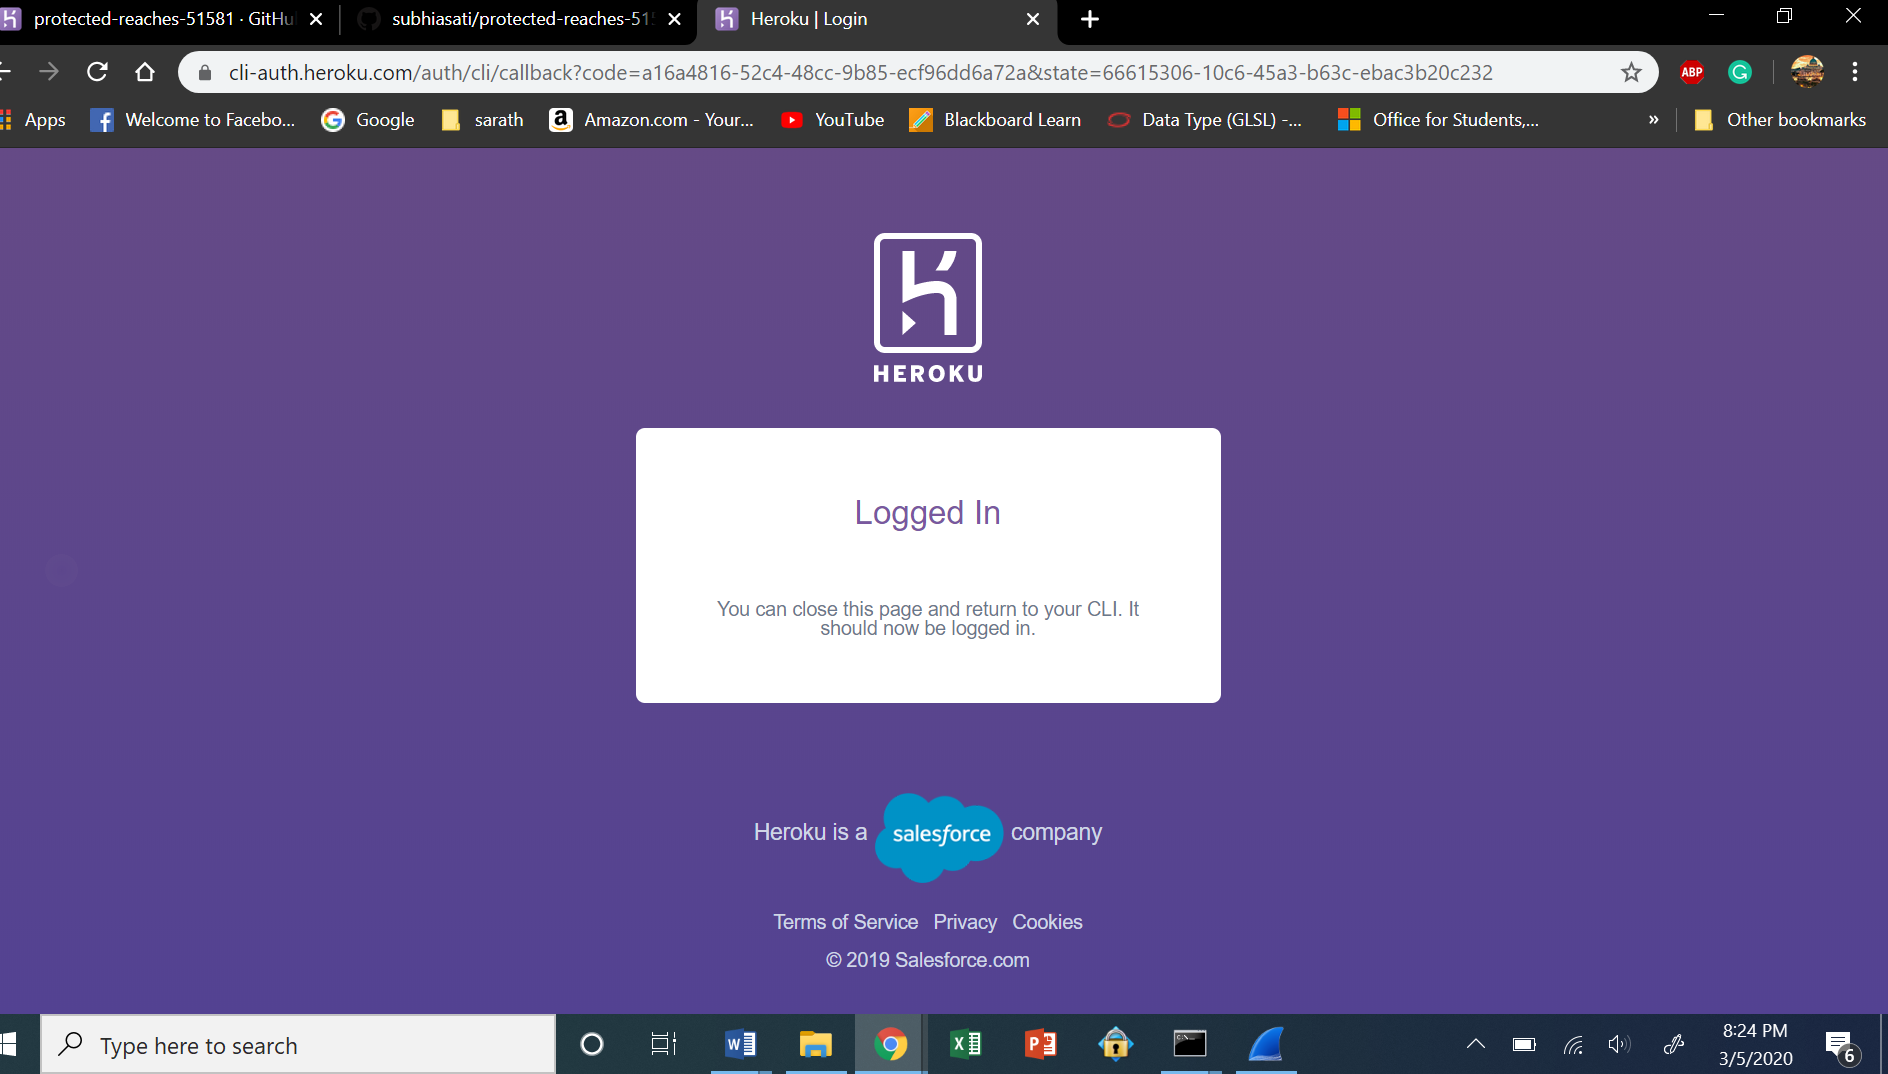 protected-reaches-51581 · GitHu
subhiasati/protected-reaches-51
Heroku | Login
cli-auth.heroku.com/auth/cli/callback?code=a16a4816-52c4-48cc-9b85-ecf96dd6a72a&state=66615306-10c6-45a3-b63c-ebac3b20c232
ABP
Apps
Welcome to Facebo...
Google
sarath
Amazon.com - Your...
YouTube
Blackboard Learn
Data Type (GLSL) -...
Office for Students,...
»
Other bookmarks
HEROKU
Logged In
You can close this page and return to your CLI. It
should now be logged in.
Heroku is a salesforce company
Terms of Service Privacy Cookies
© 2019 Salesforce.com
Type here to search
8:24 PM
3/5/2020
6